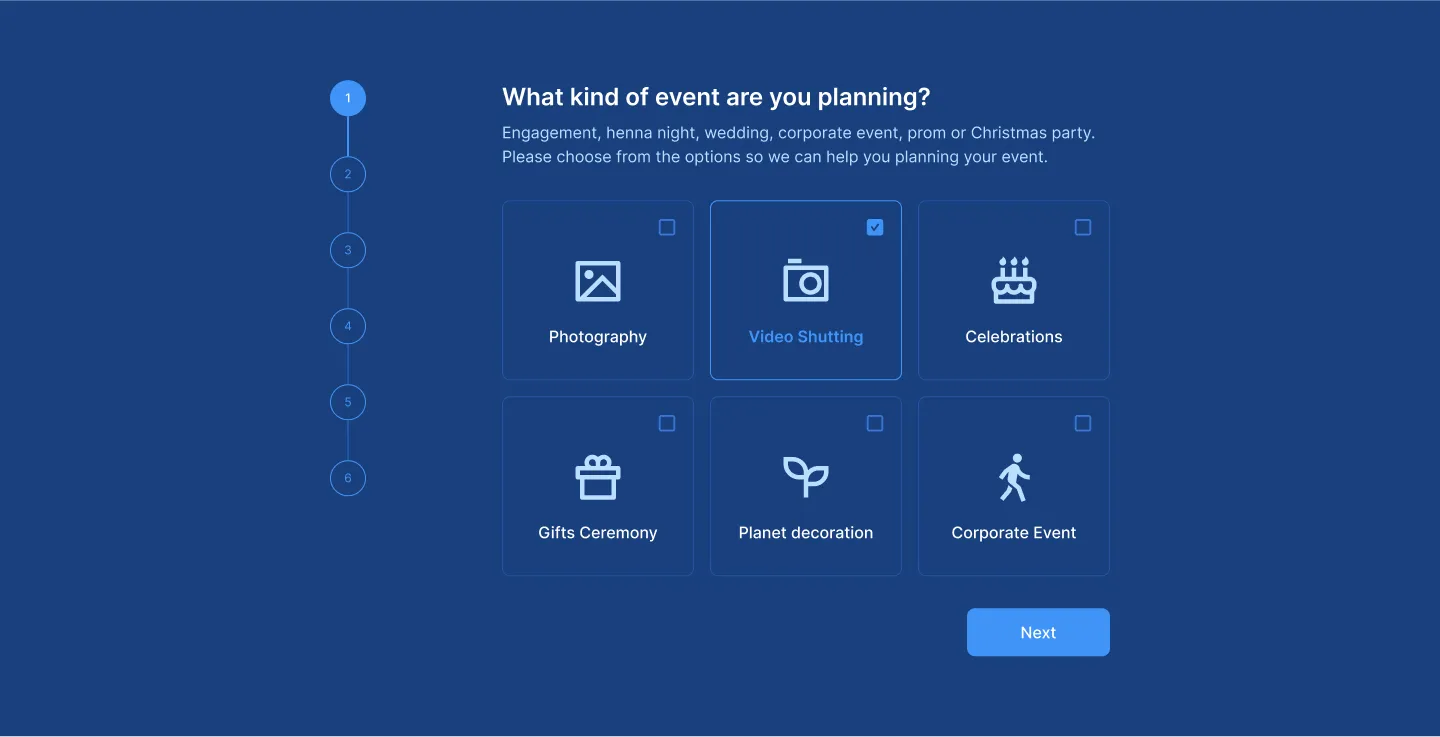 1
What kind of event are you planning?
Engagement, henna night, wedding, corporate event, prom or Christmas party.
Please choose from the options so we can help you planning your event.
2
3
4
5
6
Photography
Video Shutting
Celebrations
Gifts Ceremony
Planet decoration
Corporate Event
Next